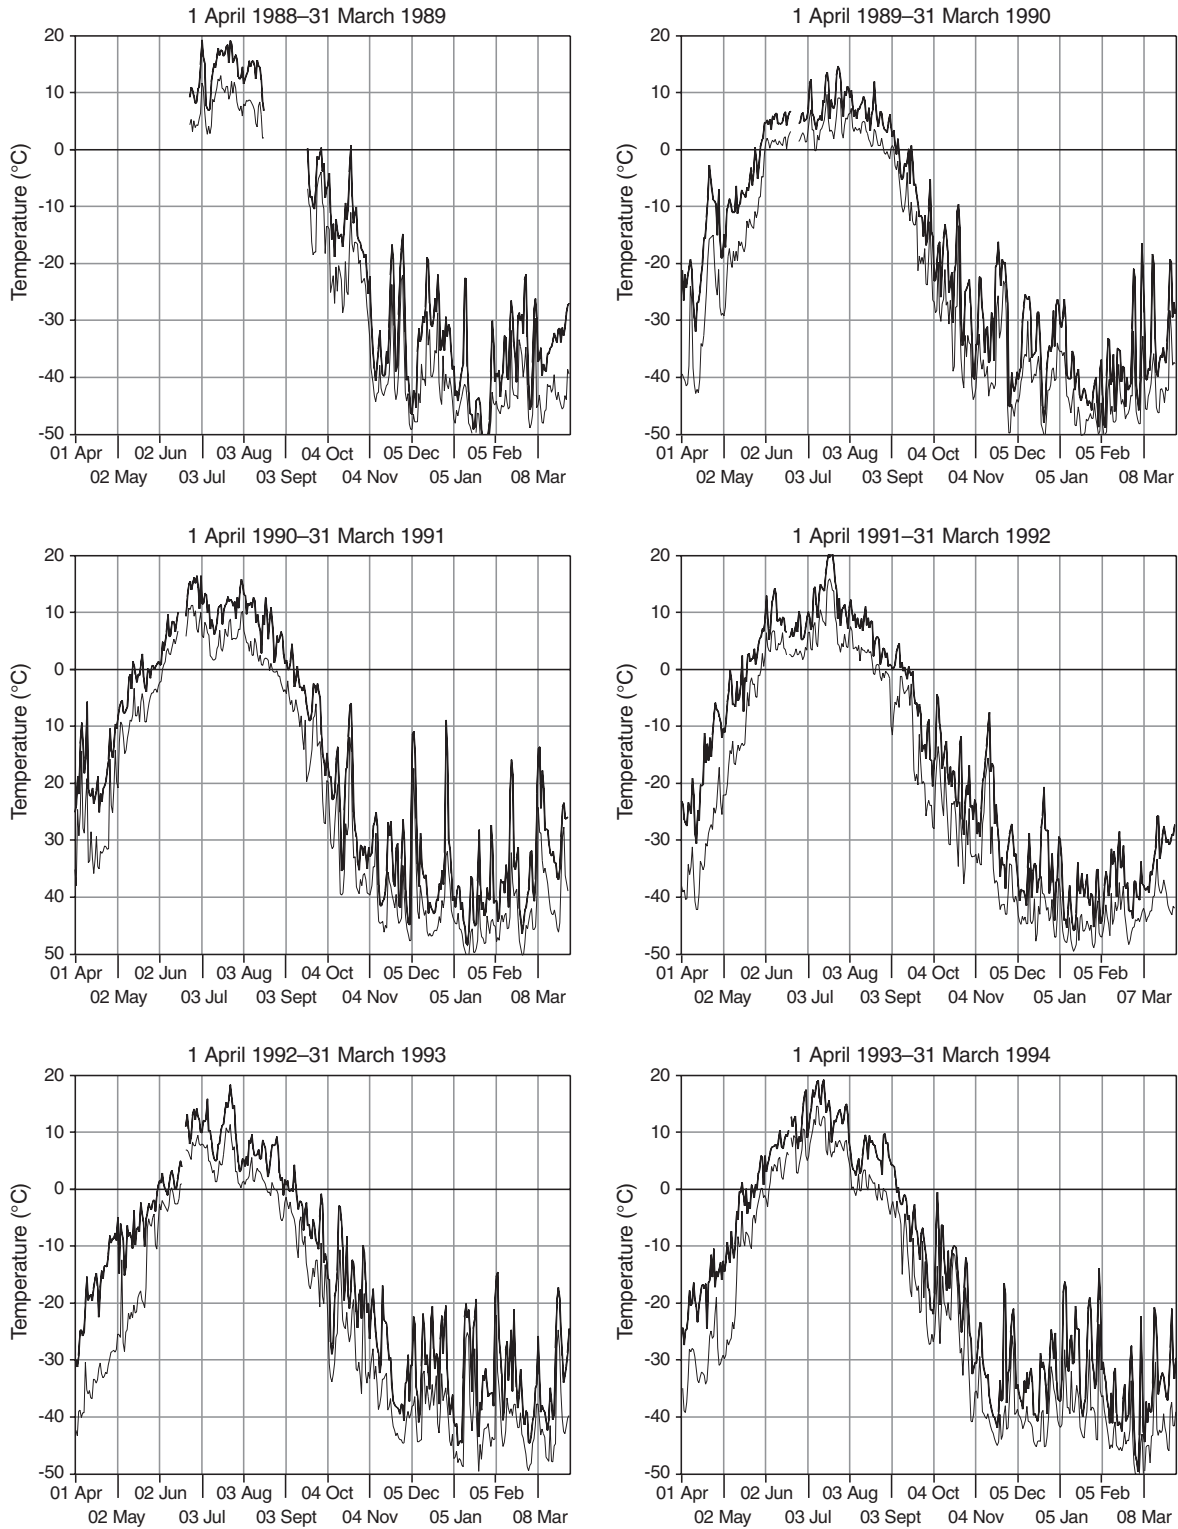 1 April 1988–31 March 1989
20
10
0
-10
-20
-30
-40
-50
Temperature (°C)
01 Apr 02 Jun 03 Aug 04 Oct 05 Dec 05 Feb
02 May 03 Jul 03 Sept 04 Nov 05 Jan 08 Mar
1 April 1989–31 March 1990
20
10
0
-10
-20
-30
-40
-50
Temperature (°C)
01 Apr 02 Jun 03 Aug 04 Oct 05 Dec 05 Feb
02 May 03 Jul 03 Sept 04 Nov 05 Jan 08 Mar
1 April 1990–31 March 1991
20
10
0
10
20
30
40
50
Temperature (°C)
01 Apr 02 Jun 03 Aug 04 Oct 05 Dec 05 Feb
02 May 03 Jul 03 Sept 04 Nov 05 Jan 08 Mar
1 April 1991–31 March 1992
20
10
0
-10
-20
-30
-40
-50
Temperature (°C)
01 Apr 02 Jun 03 Aug 04 Oct 05 Dec 05 Feb
02 May 03 Jul 03 Sept 04 Nov 05 Jan 07 Mar
1 April 1992–31 March 1993
20
10
0
-10
-20
-30
-40
-50
Temperature (°C)
01 Apr 02 Jun 03 Aug 04 Oct 05 Dec 05 Feb
02 May 03 Jul 03 Sept 04 Nov 05 Jan 08 Mar
1 April 1993–31 March 1994
20
10
0
-10
-20
-30
-40
-50
Temperature (°C)
01 Apr 02 Jun 03 Aug 04 Oct 05 Dec 05 Feb
02 May 03 Jul 03 Sept 04 Nov 05 Jan 08 Mar